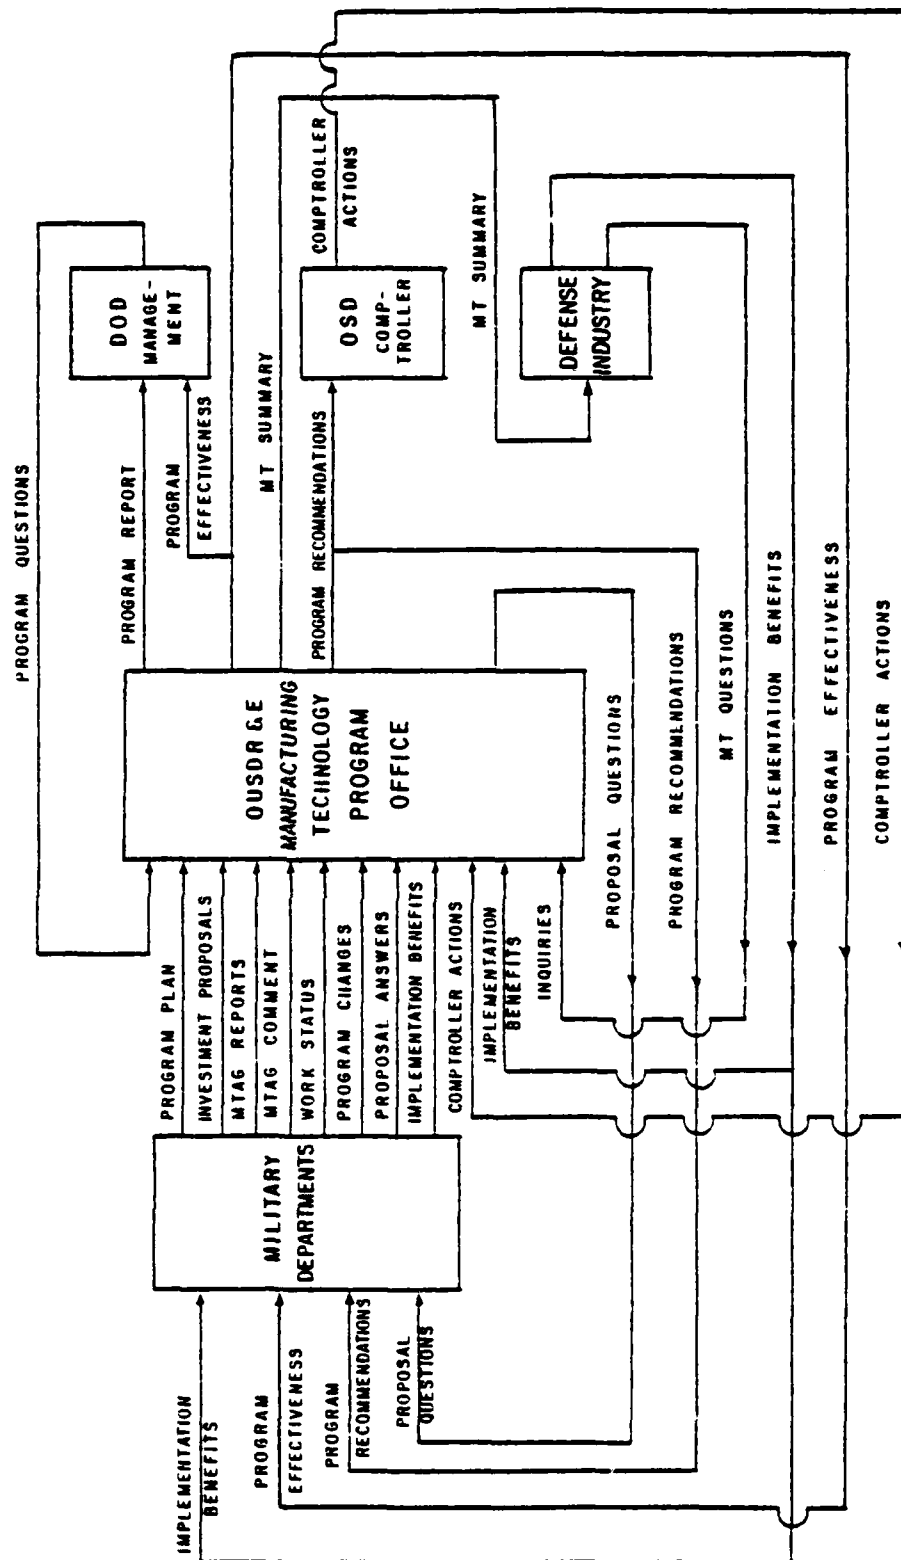 IMPLEMENTATION
BENEFITS
PROGRAM
EFFECTIVENESS
PROGRAM
RECOMMENDATIONS
PROPOSAL
QUESTIONS
MILITARY
DEPARTMENTS
PROGRAM PLAN
INVESTMENT PROPOSALS
MTAG REPORTS
MTAG COMMENT
WORK STATUS
PROGRAM CHANGES
PROPOSAL ANSWERS
IMPLEMENTATION BENEFITS
COMPTROLLER ACTIONS
IMPLEMENTATION
BENEFITS
INQUIRIES
OUSDR&E
MANUFACTURING
TECHNOLOGY
PROGRAM
OFFICE
PROGRAM QUESTIONS
PROGRAM REPORT
PROGRAM
EFFECTIVENESS
MT SUMMARY
PROGRAM RECOMMENDATIONS
DOD
MANAGE-
MENT
OSD
COMP-
TROLLER
COMPTROLLER
ACTIONS
MT SUMMARY
DEFENSE
INDUSTRY
PROPOSAL QUESTIONS
PROGRAM RECOMMENDATIONS
MT QUESTIONS
IMPLEMENTATION BENEFITS
PROGRAM EFFECTIVENESS
COMPTROLLER ACTIONS